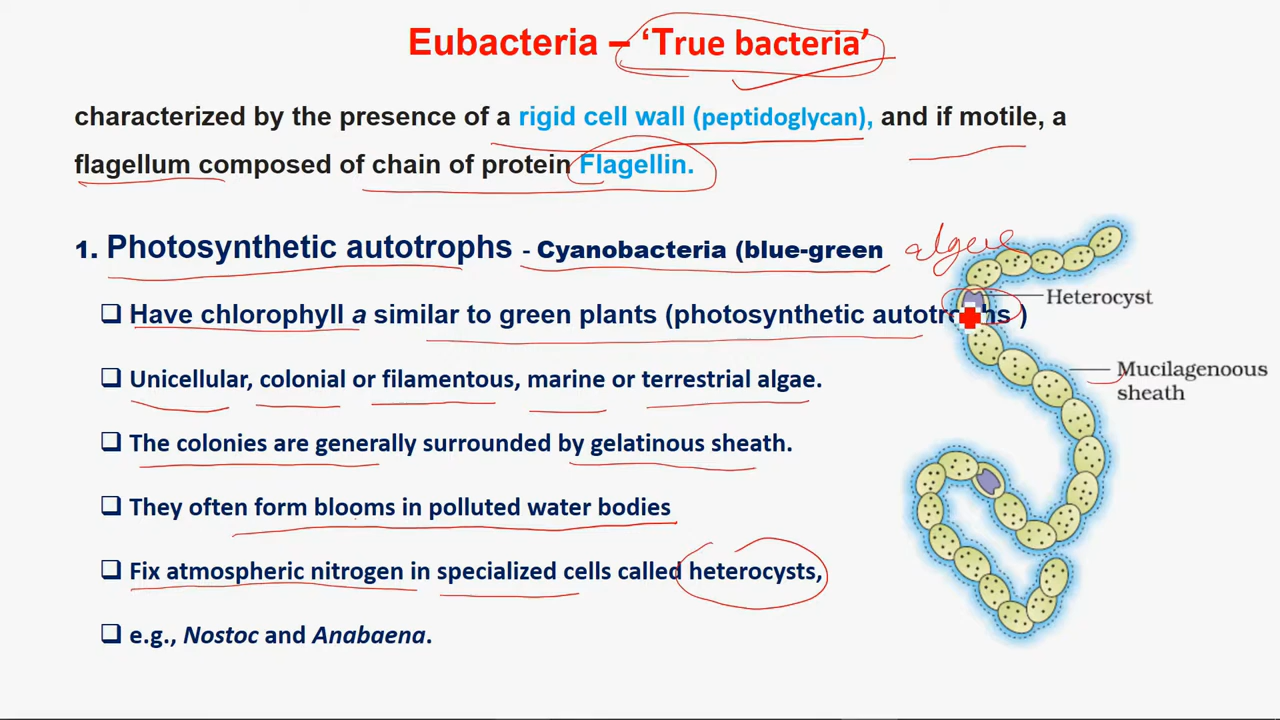 Eubacteria – ‘True bacteria’
characterized by the presence of a rigid cell wall (peptidoglycan), and if motile, a
flagellum composed of chain of protein Flagellin.
1. Photosynthetic autotrophs - Cyanobacteria (blue-green algae
Heterocyst
❑ Have chlorophyll a similar to green plants (photosynthetic autotrophs )
Mucilagenoous
sheath
❑ Unicellular, colonial or filamentous, marine or terrestrial algae.
❑ The colonies are generally surrounded by gelatinous sheath.
❑ They often form blooms in polluted water bodies
❑ Fix atmospheric nitrogen in specialized cells called heterocysts,
❑ e.g., Nostoc and Anabaena.